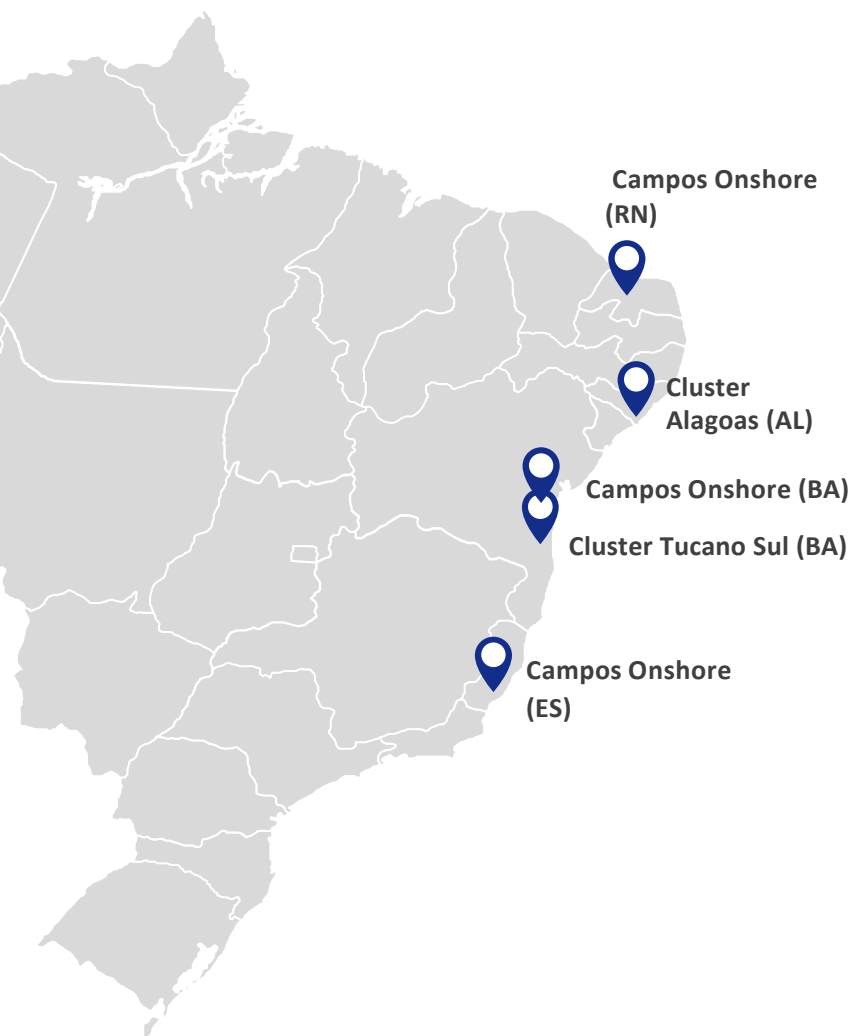 Campos Onshore
(RN)
Cluster
Alagoas (AL)
Campos Onshore (BA)
Cluster Tucano Sul (BA)
Campos Onshore
(ES)